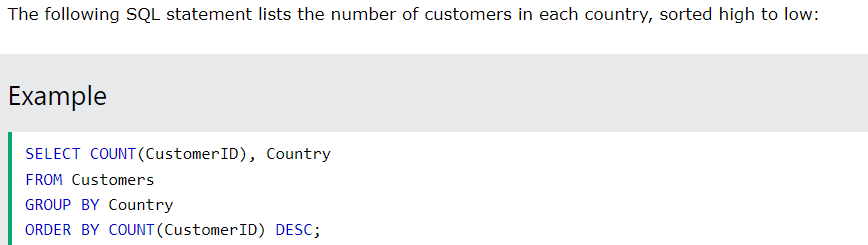 The following SQL statement lists the number of customers in each country, sorted high to low:
Example
SELECT COUNT(CustomerID), Country
FROM Customers
GROUP BY Country
ORDER BY COUNT(CustomerID) DESC;